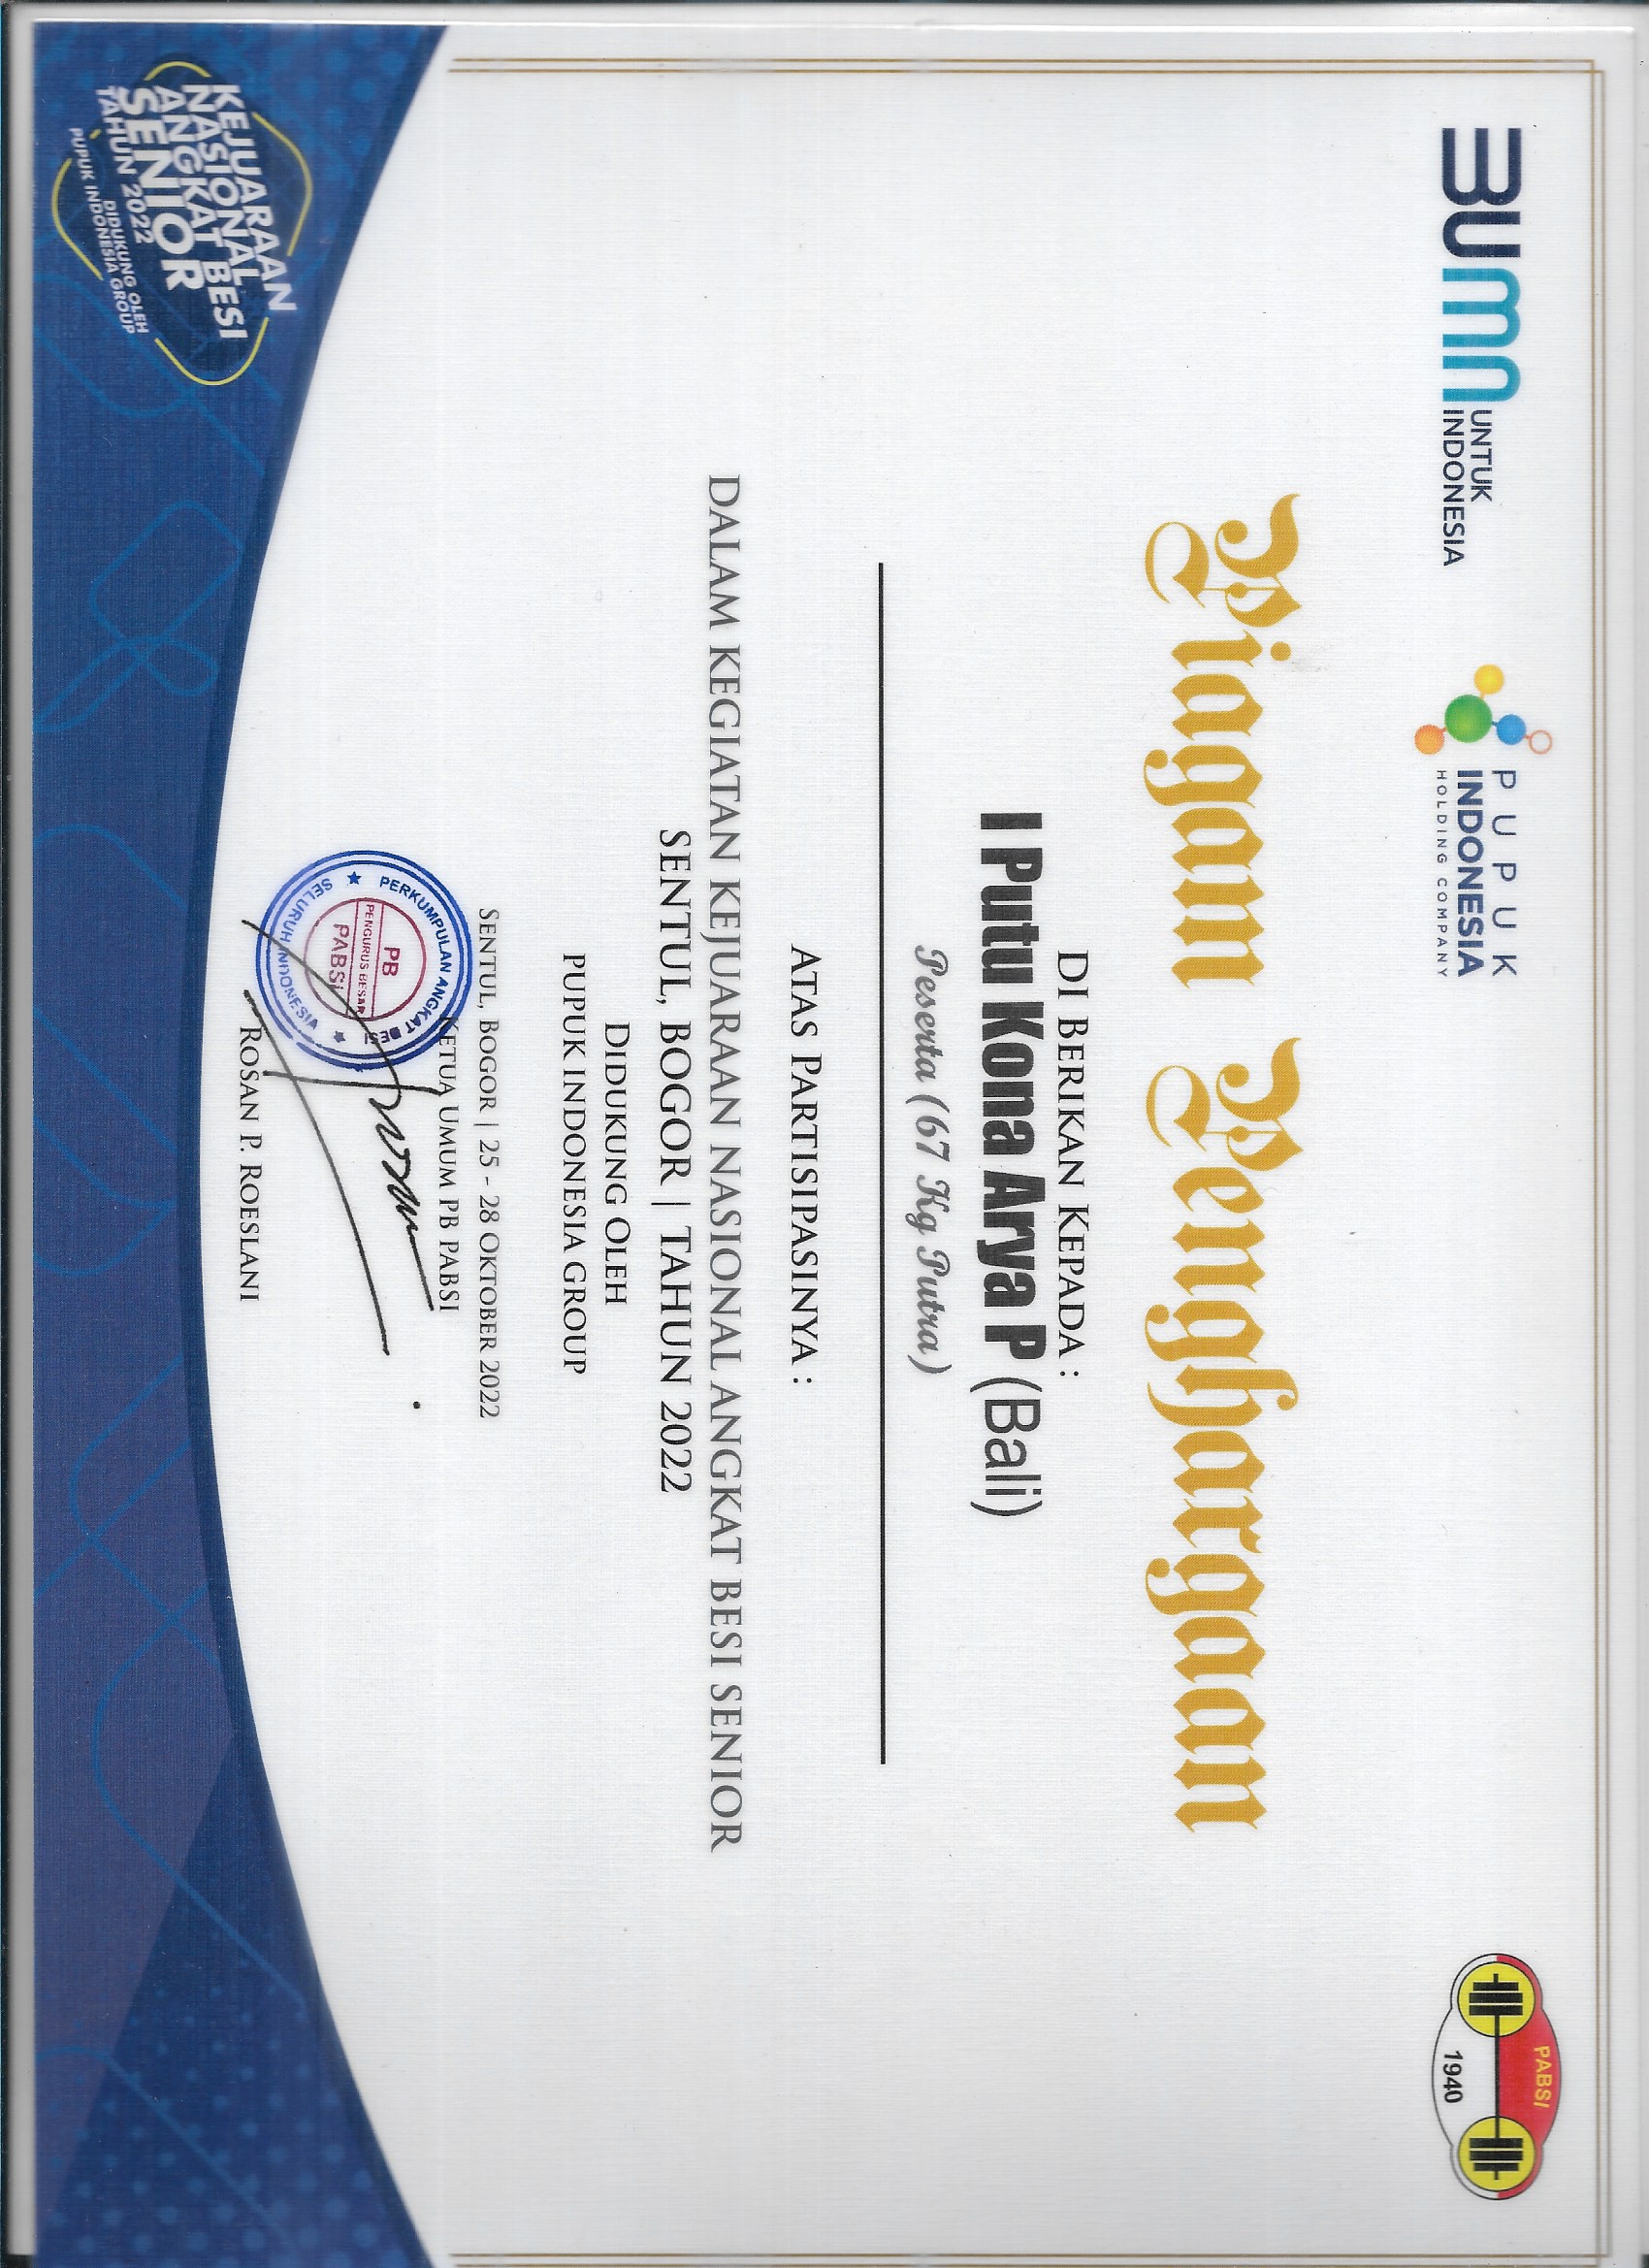 BUMN UNTUK
INDONESIA
PUPUK
INDONESIA
HOLDING COMPANY
PABSI
1940
Piagam Penghargaan
DI BERIKAN KEPADA :
I Putu Kona Arya P (Bali)
Peserta (67 Kg Putra)
ATAS PARTISIPASINYA :
DALAM KEGIATAN KEJUARAAN NASIONAL ANGKAT BESI SENIOR
SENTUL, BOGOR | TAHUN 2022
DIDUKUNG OLEH
PUPUK INDONESIA GROUP
SENTUL, BOGOR | 25 - 28 OKTOBER 2022
KETUA UMUM PB PABSI
PERKUMPULAN ANGKAT BESI
PB
PENGURUS BESAR
PABSi
SELURUH INDONESIA
ROSAN P. ROESLANI
KEJUARAAN
NASIONAL
ANGKAT BESI
SENIOR
TAHUN 2022
DIDUKUNG OLEH
PUPUK INDONESIA GROUP